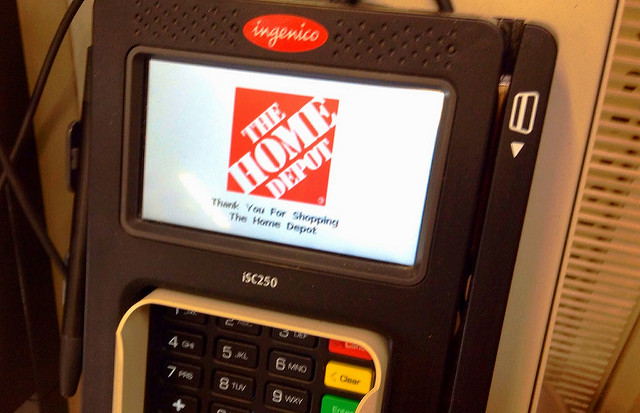 ingenico
THE
HOME
DEPOT
Thank You For Shopping
The Home Depot
iSC250
4 GHI
5 JKL
6 MNO
Clear
7 PRS
8 TUV
9 WXY